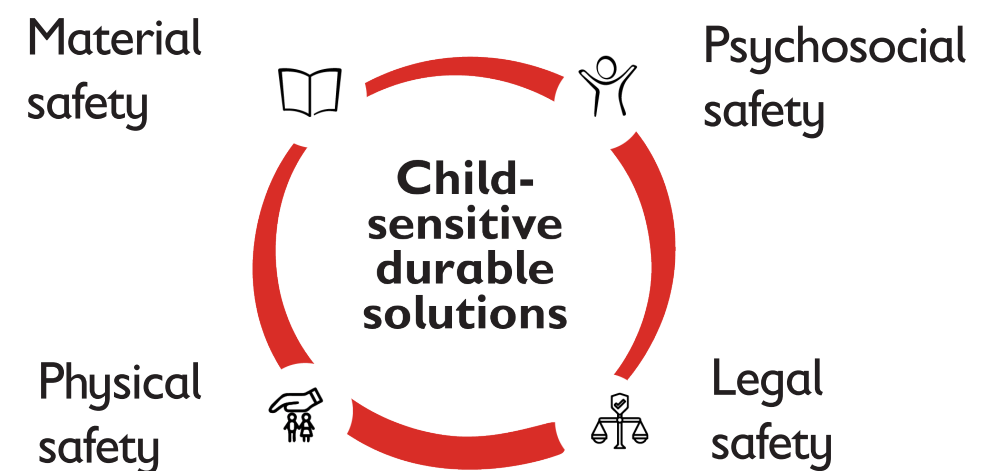 Material
safety
Psychosocial
safety
Child-
sensitive
durable
solutions
Physical
safety
Legal
safety